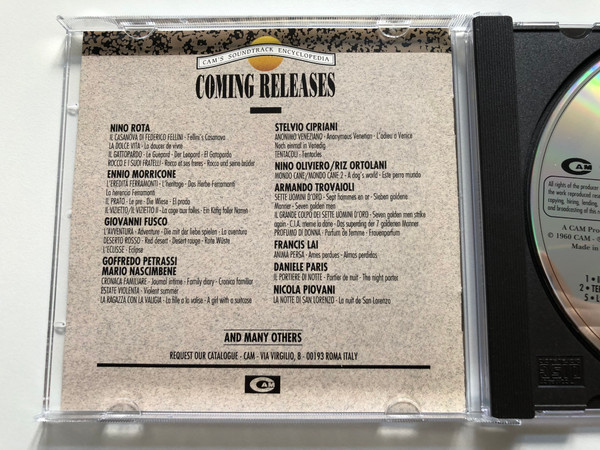 CAM'S SOUNDTRACK ENCYCLOPEDIA
COMING RELEASES
NINO ROTA
IL CASANOVA DI FEDERICO FELLINI - Fellini's Casanova
LA DOLCE VITA - La douceur de vivre
IL GATTOPARDO - Le Guepard - Der Leopard - El Gatopardo
ROCCO E I SUOI FRATELLI - Rocco et ses freres - Rocco und seine brüder
ENNIO MORRICONE
L'EREDITÀ FERRAMONTI - L'heritage - Das Herbe Ferramonti
La herencia Ferramonti
IL PRATO - Le pre - Die Wiese - El prado
IL VIZIETTO/IL VIZIETTO II - La cage aux folles - Ein Käfig foller Narren
GIOVANNI FUSCO
L'AVVENTURA - Adventure - Die mit der liebe spielen - La aventura
DESERTO ROSSO - Red desert - Desert rouge - Rote Wüste
L'ECLISSE - Eclipse
GOFFREDO PETRASSI
MARIO NASCIMBENE
CRONACA FAMILIARE - Journal intime - Family diary - Cronica familiar
ESTATE VIOLENTA - Violent summer
LA RAGAZZA CON LA VALIGIA - La fille a la valise - A girl with a suitcase
STELVIO CIPRIANI
ANONIMO VENEZIANO - Anonymous Venetian - L'adieu a Venice
Noch einmal in Venedig
TENTACOLI - Tentacles
NINO OLIVIERO/RIZ ORTOLANI
MONDO CANE/MONDO CANE 2 - A dog's world - Este perro mundo
ARMANDO TROVAIOLI
SETTE UOMINI D'ORO - Sept hommes en or - Sieben goldene
Manner - Seven golden men
IL GRANDE COLPO DEI SETTE UOMINI D'ORO - Seven golden men strike
again - C.I.A. mene la dans - Das superding der 7 goldenen Manner
PROFUMO DI DONNA - Parfum de femme - Frauenparfum
FRANCIS LAI
ANIMA PERSA - Ames perdues - Almas perdidas
DANIELE PARIS
IL PORTIERE DI NOTTE - Portier de nuit - The night porter
NICOLA PIOVANI
LA NOTTE DI SAN LORENZO - La nuit de San Lorenzo
AND MANY OTHERS
REQUEST OUR CATALOGUE - CAM - VIA VIRGILIO, 8 - 00193 ROMA ITALY
CAM
CAM
All rights of the producer
the work reproduced reser
copying, hiring, lending,
and broadcasting of this
A CAM Pro
© 1960 CAM -
Made in